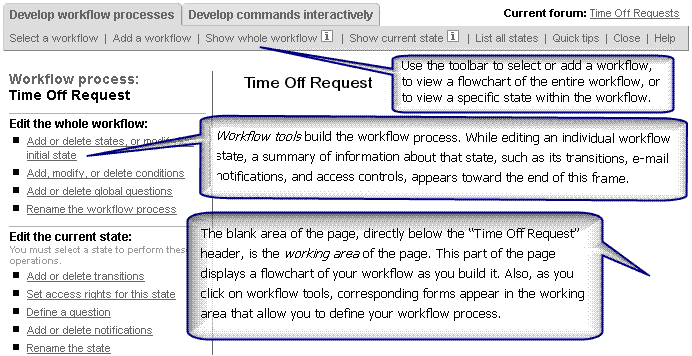 Develop workflow processes Develop commands interactively
Current forum: Time Off Requests
Select a workflow | Add a workflow | Show whole workflow i | Show current state i | List all states | Quick tips | Close | Help
Use the toolbar to select or add a workflow,
to view a flowchart of the entire workflow, or
to view a specific state within the workflow.
Workflow process:
Time Off Request
Time Off Request
Edit the whole workflow:
Add or delete states, or modify
initial state
Add, modify, or delete conditions
Add or delete global questions
Rename the workflow process
Workflow tools build the workflow process. While editing an individual workflow
state, a summary of information about that state, such as its transitions, e-mail
notifications, and access controls, appears toward the end of this frame.
Edit the current state:
You must select a state to perform these
operations.
Add or delete transitions
Set access rights for this state
Define a question
Add or delete notifications
Rename the state
The blank area of the page, directly below the “Time Off Request”
header, is the working area of the page. This part of the page
displays a flowchart of your workflow as you build it. Also, as you
click on workflow tools, corresponding forms appear in the working
area that allow you to define your workflow process.